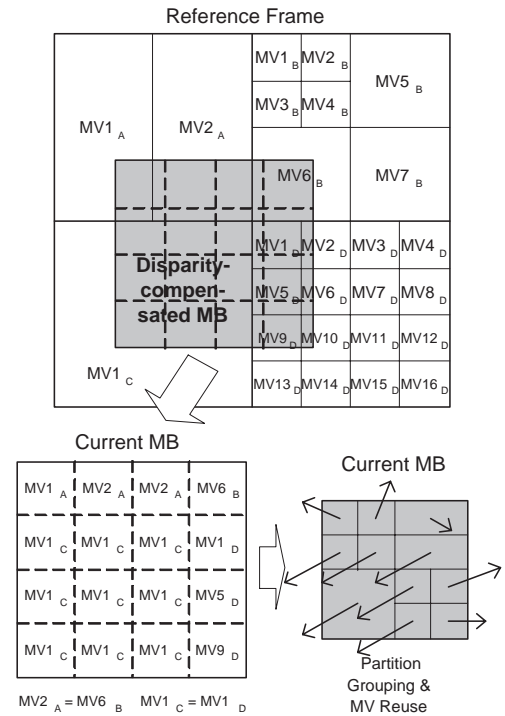 Reference Frame
MV1 B MV2 B
MV5 B
MV3 B MV4 B
MV1 A MV2 A
MV6 B MV7 B
MV1 D MV2 D MV3 D MV4 D
Disparity-
compen-
sated MB
MV5 D MV6 D MV7 D MV8 D
MV9 D MV10 D MV11 D MV12 D
MV1 C
MV13 D MV14 D MV15 D MV16 D
Current MB
MV1 A MV2 A MV2 A MV6 B
MV1 C MV1 C MV1 C MV1 D
MV1 C MV1 C MV1 C MV5 D
MV1 C MV1 C MV1 C MV9 D
MV2 A = MV6 B MV1 C = MV1 D
Current MB
Partition
Grouping &
MV Reuse